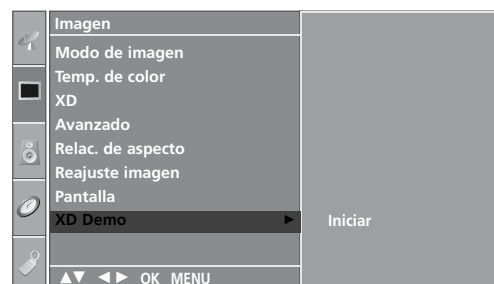 Imagen
Modo de imagen
Temp. de color
XD
Avanzado
Relac. de aspecto
Reajuste imagen
Pantalla
XD Demo ► Iniciar
▲▼ ◄► OK MENU